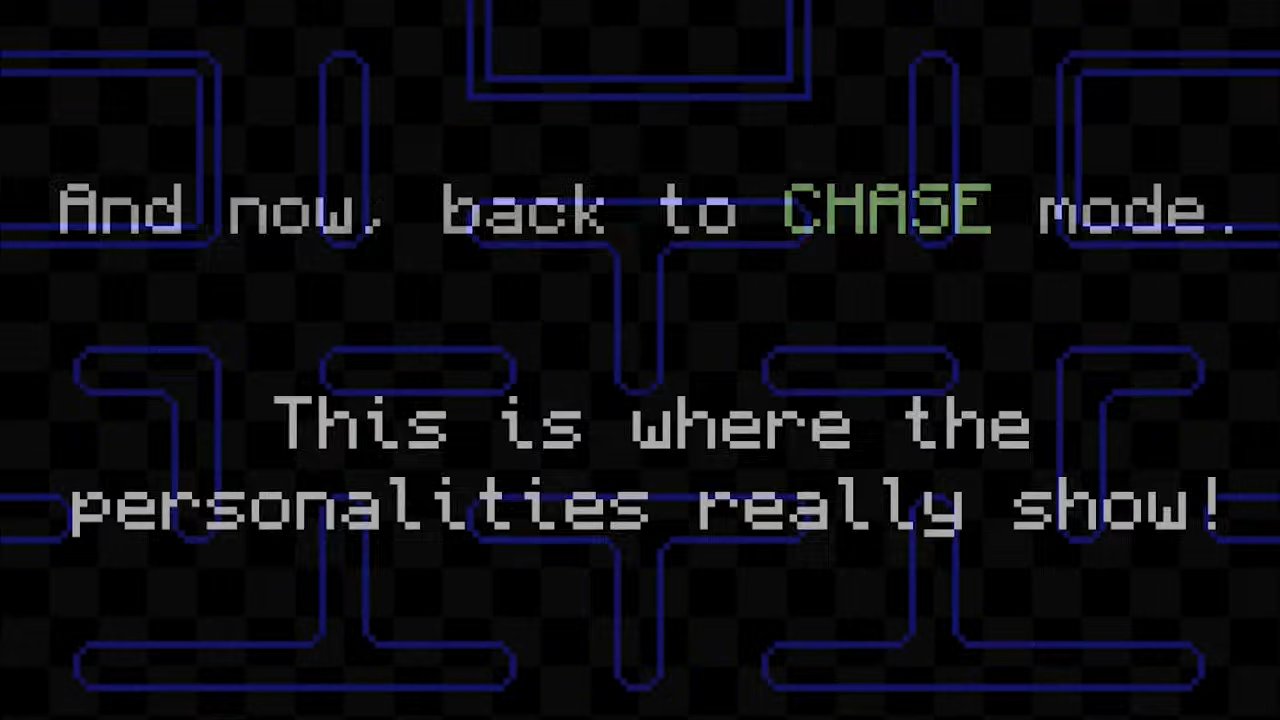 And now, back to CHASE mode.
This is where the
personalities really show!